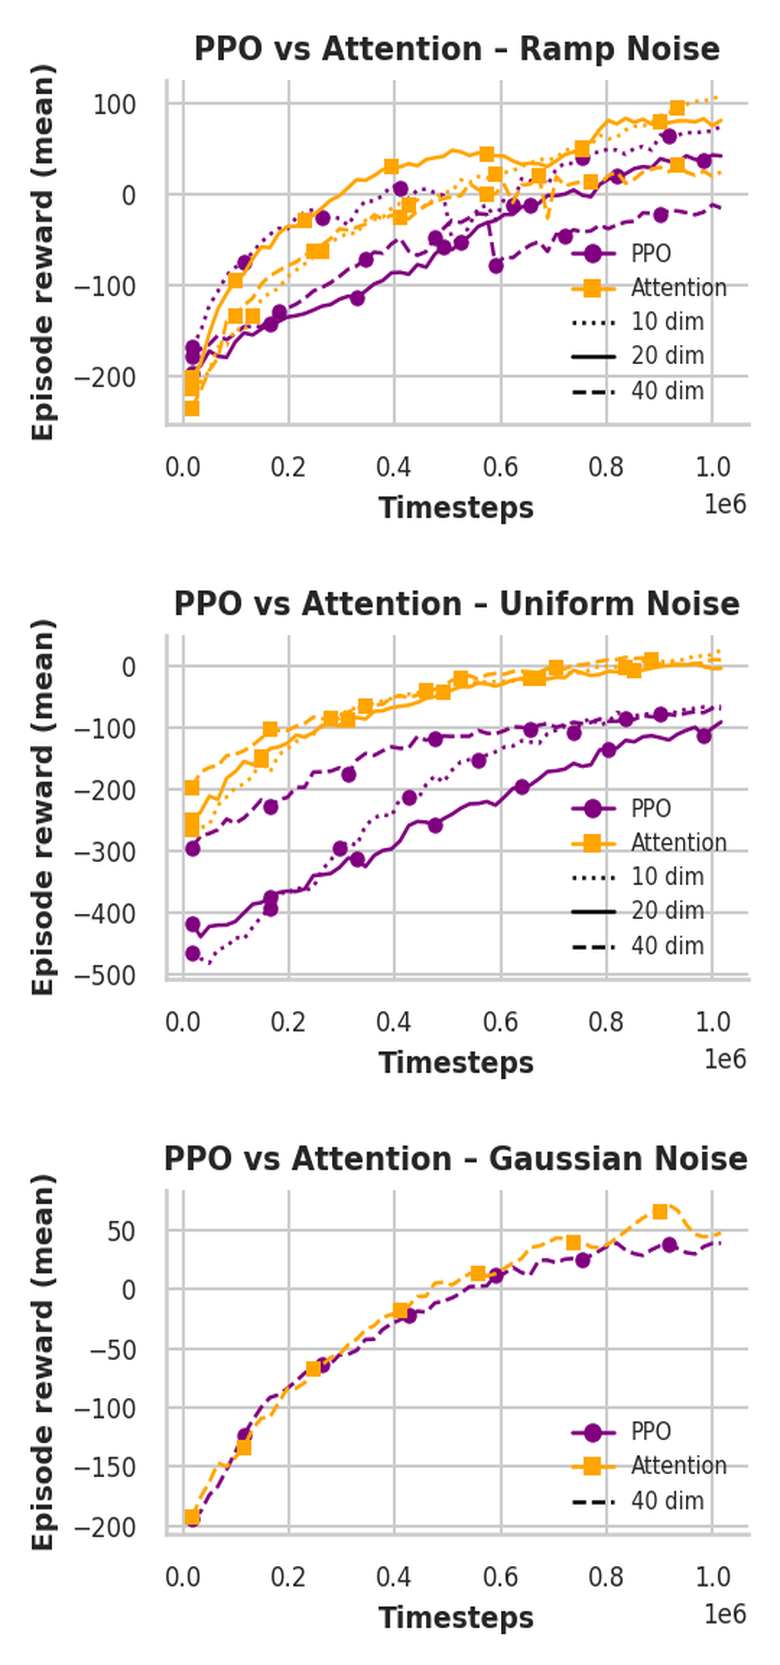 PPO vs Attention – Ramp Noise
Episode reward (mean)
100
0
−100
−200
PPO
Attention
10 dim
20 dim
40 dim
0.0 0.2 0.4 0.6 0.8 1.0
Timesteps
1e6
PPO vs Attention – Uniform Noise
Episode reward (mean)
0
−100
−200
−300
−400
−500
PPO
Attention
10 dim
20 dim
40 dim
0.0 0.2 0.4 0.6 0.8 1.0
Timesteps
1e6
PPO vs Attention – Gaussian Noise
Episode reward (mean)
50
0
−50
−100
−150
−200
PPO
Attention
40 dim
0.0 0.2 0.4 0.6 0.8 1.0
Timesteps
1e6